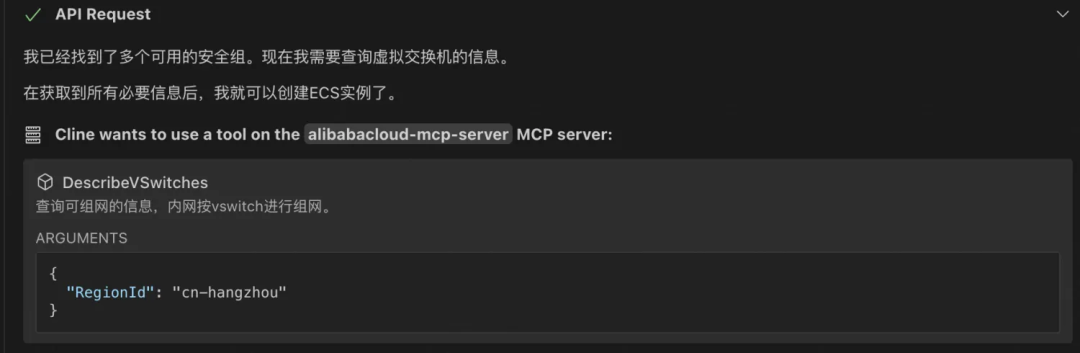 API Request
我已经找到了多个可用的安全组。现在我需要查询虚拟交换机的信息。
在获取到所有必要信息后，我就可以创建ECS实例了。
Cline wants to use a tool on the alibabacloud-mcp-server MCP server:
DescribeVSwitches
查询可组网的信息，内网按vswitch进行组网。
ARGUMENTS
{
"RegionId": "cn-hangzhou"
}